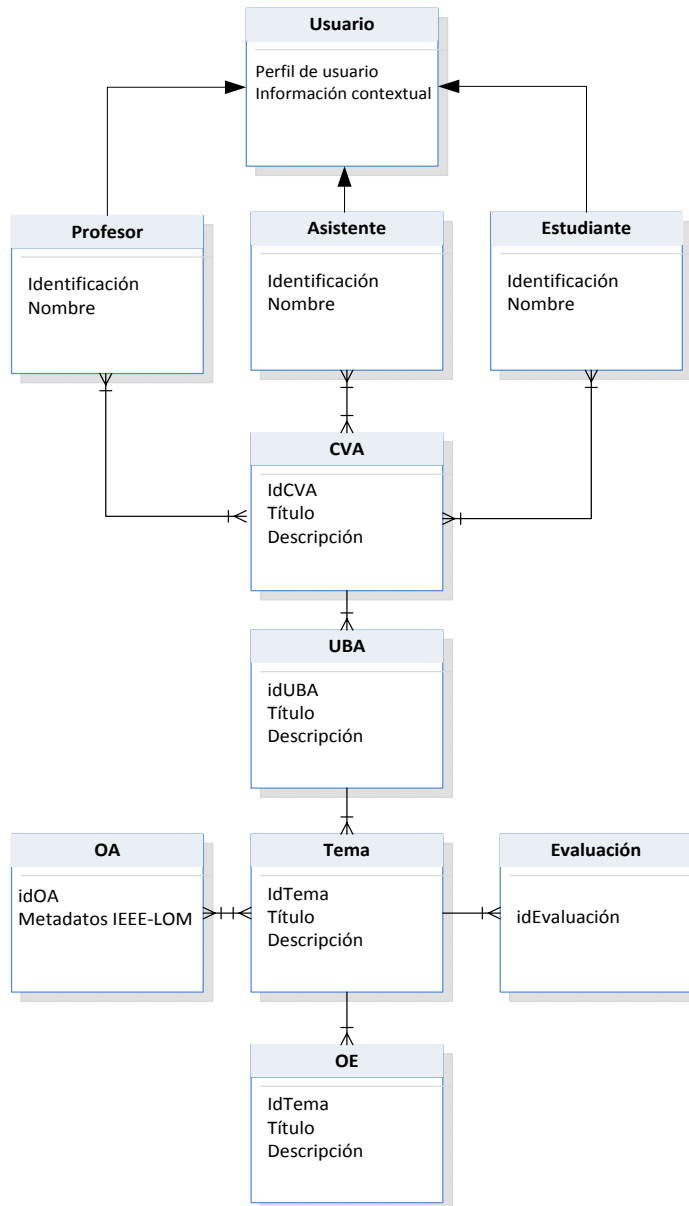 Usuario
Perfil de usuario
Información contextual
Profesor
Identificación
Nombre
Asistente
Identificación
Nombre
Estudiante
Identificación
Nombre
CVA
IdCVA
Título
Descripción
UBA
idUBA
Título
Descripción
OA
idOA
Metadatos IEEE-LOM
Tema
IdTema
Título
Descripción
Evaluación
idEvaluación
OE
IdTema
Título
Descripción